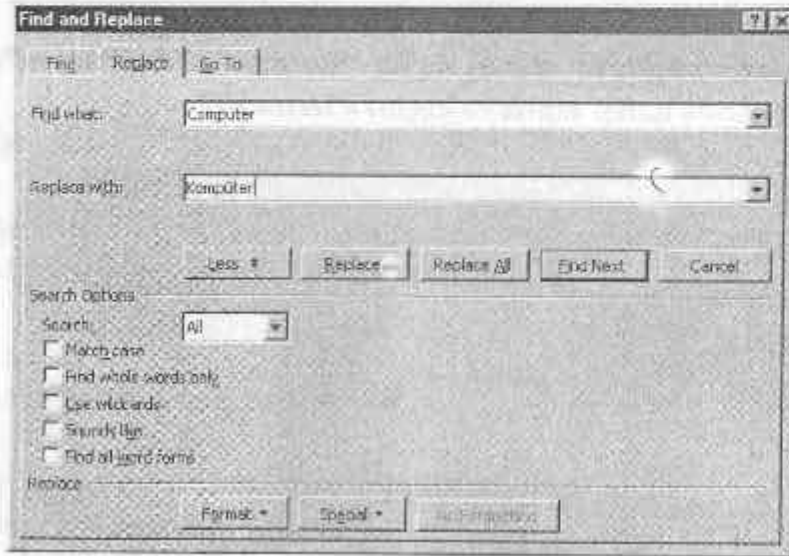 Find and Replace
Find Replace Go To
Find what: Computer
Replace with: Kompüter
Less Replace Replace All Find Next Cancel
Search Options
Search: All
Match case
Find whole words only
Use wildcards
Sounds like
Find all word forms
Replace
Format Special No Formatting